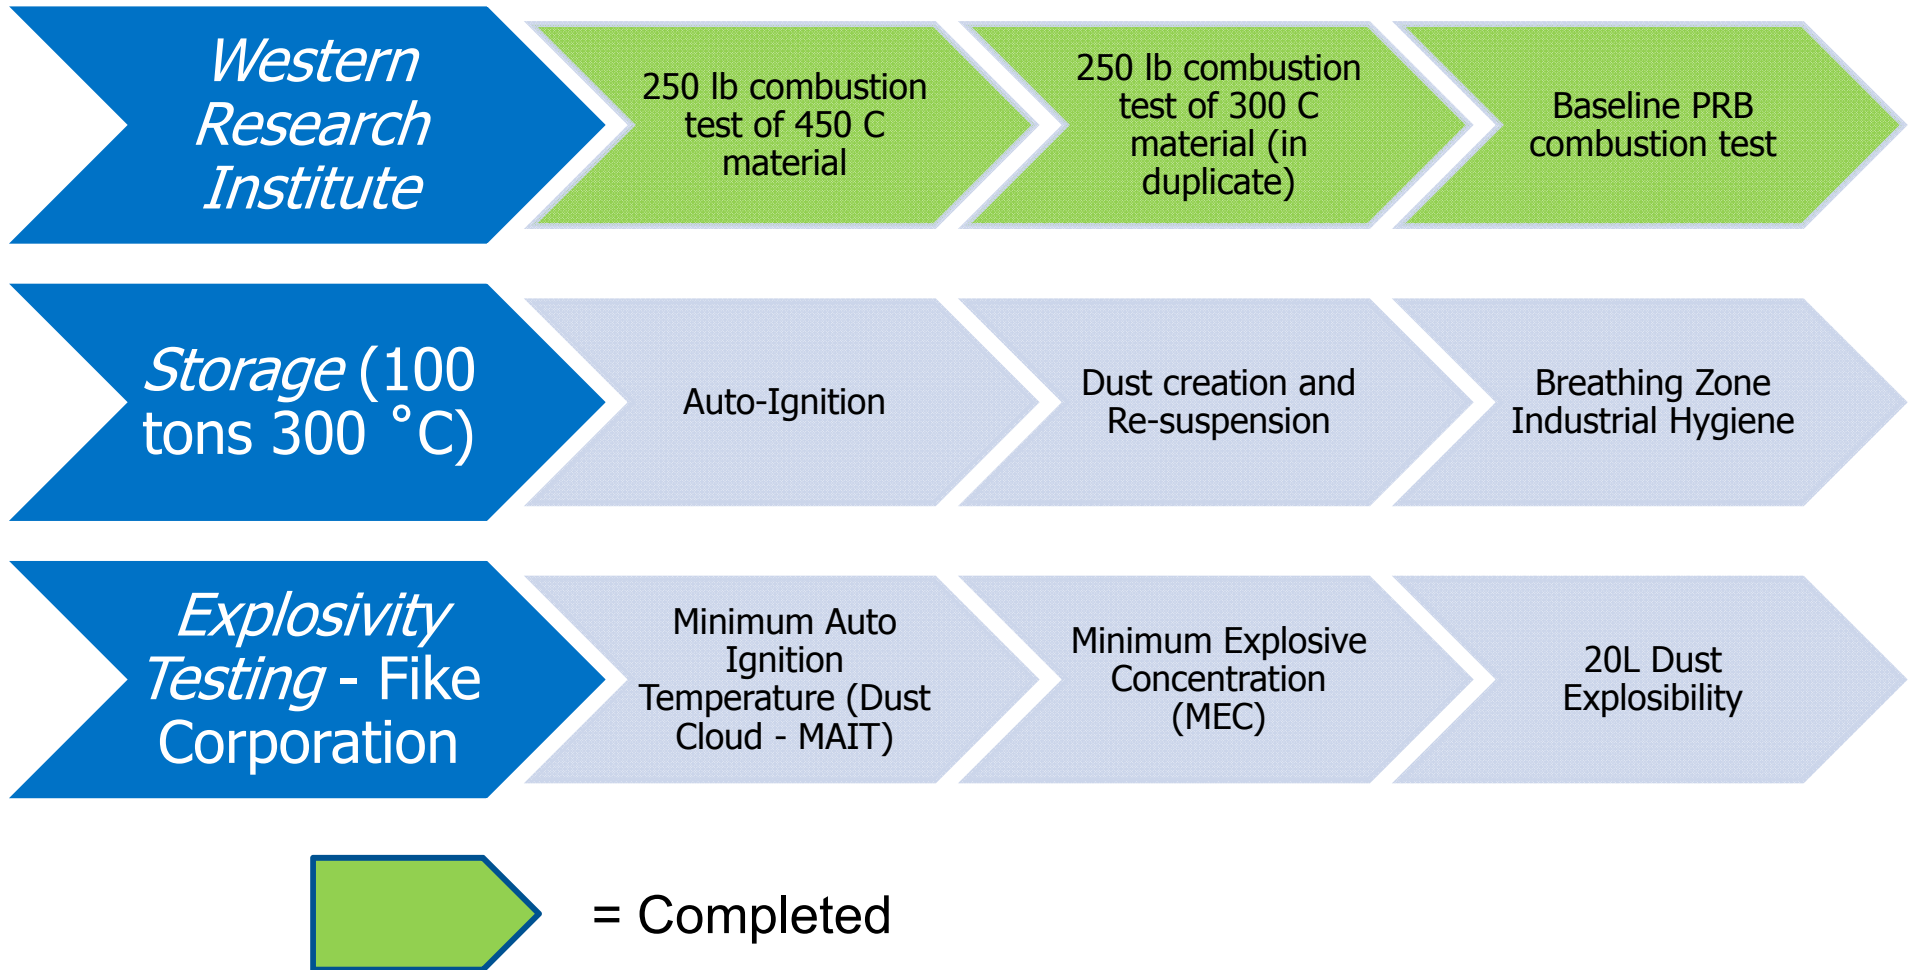 Western
Research
Institute
250 lb combustion
test of 450 C
material
250 lb combustion
test of 300 C
material (in
duplicate)
Baseline PRB
combustion test
Storage (100
tons 300 °C)
Auto-Ignition
Dust creation and
Re-suspension
Breathing Zone
Industrial Hygiene
Explosivity
Testing - Fike
Corporation
Minimum Auto
Ignition
Temperature (Dust
Cloud - MAIT)
Minimum Explosive
Concentration
(MEC)
20L Dust
Explosibility
= Completed